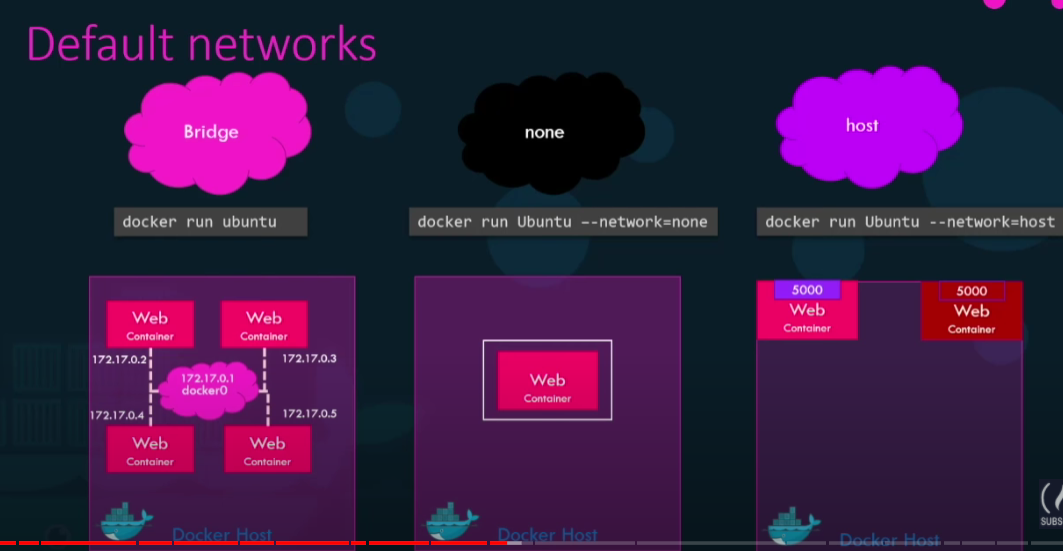 Default networks
Bridge
none
host
docker run ubuntu
docker run Ubuntu --network=none
docker run Ubuntu --network=host
Web
Container
Web
Container
172.17.0.2
172.17.0.3
172.17.0.1
docker0
172.17.0.4
172.17.0.5
Web
Container
Web
Container
Docker Host
Web
Container
Docker Host
5000
Web
Container
5000
Web
Container
Docker Host
SUBS